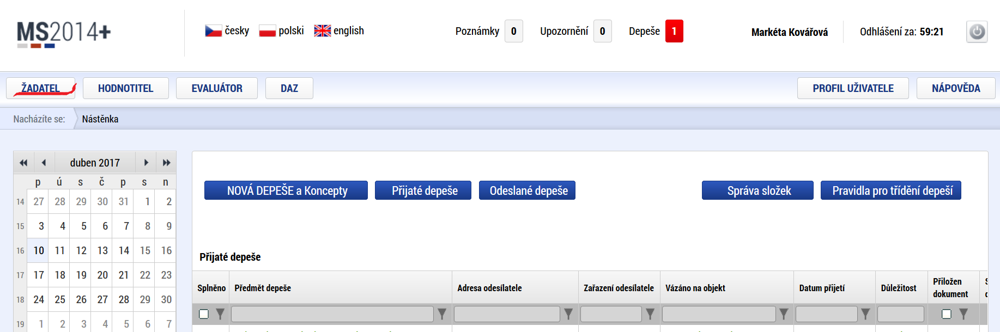 MS2014+
česky polski english
Poznámky 0 Upozornění 0 Depeše 1
Markéta Kovářová
Odhlášení za: 59:21
ŽADATEL HODNOTITEL EVALUÁTOR DAZ PROFIL UŽIVATELE NÁPOVĚDA
Nacházíte se: Nástěnka
duben 2017
p ú s č p s n
14 27 28 29 30 31 1 2
15 3 4 5 6 7 8 9
16 10 11 12 13 14 15 16
17 17 18 19 20 21 22 23
18 24 25 26 27 28 29 30
19 1 2 3 4 5 6 7
NOVÁ DEPEŠE a Koncepty Přijaté depeše Odeslané depeše Správa složek Pravidla pro třídění depeší
Přijaté depeše
Splněno Předmět depeše Adresa odesílatele Zařazení odesílatele Vázáno na objekt Datum přijetí Důležitost Přiložen dokument